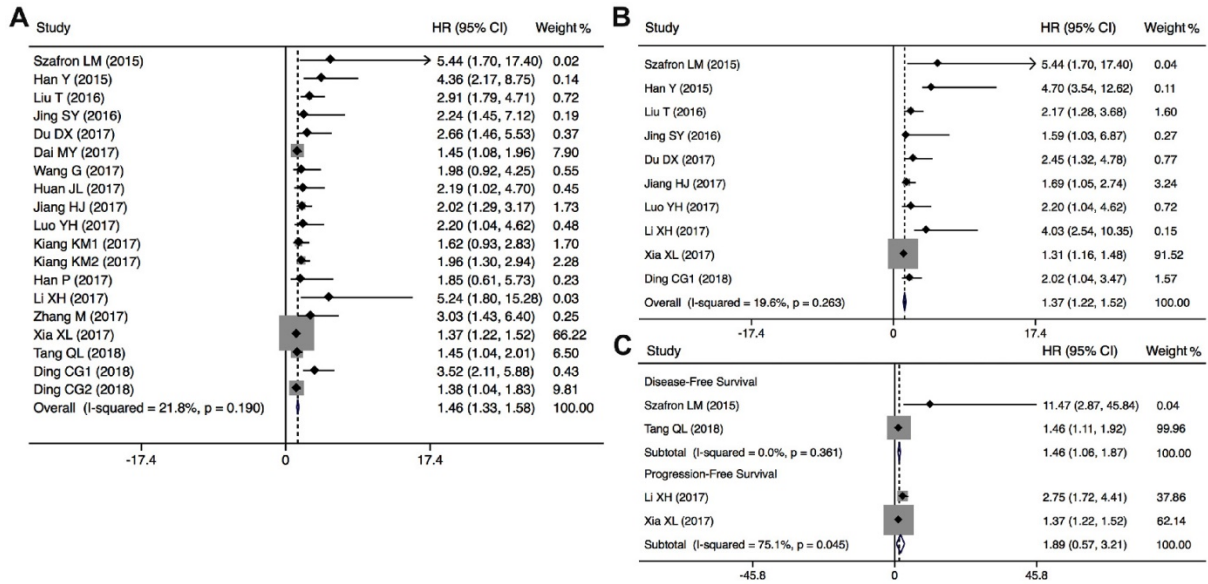 A
Study HR (95% CI) Weight %
Szafron LM (2015) 5.44 (1.70, 17.40) 0.02
Han Y (2015) 4.36 (2.17, 8.75) 0.14
Liu T (2016) 2.91 (1.79, 4.71) 0.72
Jing SY (2016) 2.24 (1.45, 7.12) 0.19
Du DX (2017) 2.66 (1.46, 5.53) 0.37
Dai MY (2017) 1.45 (1.08, 1.96) 7.90
Wang G (2017) 1.98 (0.92, 4.25) 0.55
Huan JL (2017) 2.19 (1.02, 4.70) 0.45
Jiang HJ (2017) 2.02 (1.29, 3.17) 1.73
Luo YH (2017) 2.20 (1.04, 4.62) 0.48
Kiang KM1 (2017) 1.62 (0.93, 2.83) 1.70
Kiang KM2 (2017) 1.96 (1.30, 2.94) 2.28
Han P (2017) 1.85 (0.61, 5.73) 0.23
Li XH (2017) 5.24 (1.80, 15.28) 0.03
Zhang M (2017) 3.03 (1.43, 6.40) 0.25
Xia XL (2017) 1.37 (1.22, 1.52) 66.22
Tang QL (2018) 1.45 (1.04, 2.01) 6.50
Ding CG1 (2018) 3.52 (2.11, 5.88) 0.43
Ding CG2 (2018) 1.38 (1.04, 1.83) 9.81
Overall (I-squared = 21.8%, p = 0.190) 1.46 (1.33, 1.58) 100.00
-17.4 0 17.4
B
Study HR (95% CI) Weight %
Szafron LM (2015) 5.44 (1.70, 17.40) 0.04
Han Y (2015) 4.70 (3.54, 12.62) 0.11
Liu T (2016) 2.17 (1.28, 3.68) 1.60
Jing SY (2016) 1.59 (1.03, 6.87) 0.27
Du DX (2017) 2.45 (1.32, 4.78) 0.77
Jiang HJ (2017) 1.69 (1.05, 2.74) 3.24
Luo YH (2017) 2.20 (1.04, 4.62) 0.72
Li XH (2017) 4.03 (2.54, 10.35) 0.15
Xia XL (2017) 1.31 (1.16, 1.48) 91.52
Ding CG1 (2018) 2.02 (1.04, 3.47) 1.57
Overall (I-squared = 19.6%, p = 0.263) 1.37 (1.22, 1.52) 100.00
-17.4 0 17.4
C
Study HR (95% CI) Weight %
Disease-Free Survival
Szafron LM (2015) 11.47 (2.87, 45.84) 0.04
Tang QL (2018) 1.46 (1.11, 1.92) 99.96
Subtotal (I-squared = 0.0%, p = 0.361) 1.46 (1.06, 1.87) 100.00
Progression-Free Survival
Li XH (2017) 2.75 (1.72, 4.41) 37.86
Xia XL (2017) 1.37 (1.22, 1.52) 62.14
Subtotal (I-squared = 75.1%, p = 0.045) 1.89 (0.57, 3.21) 100.00
-45.8 0 45.8